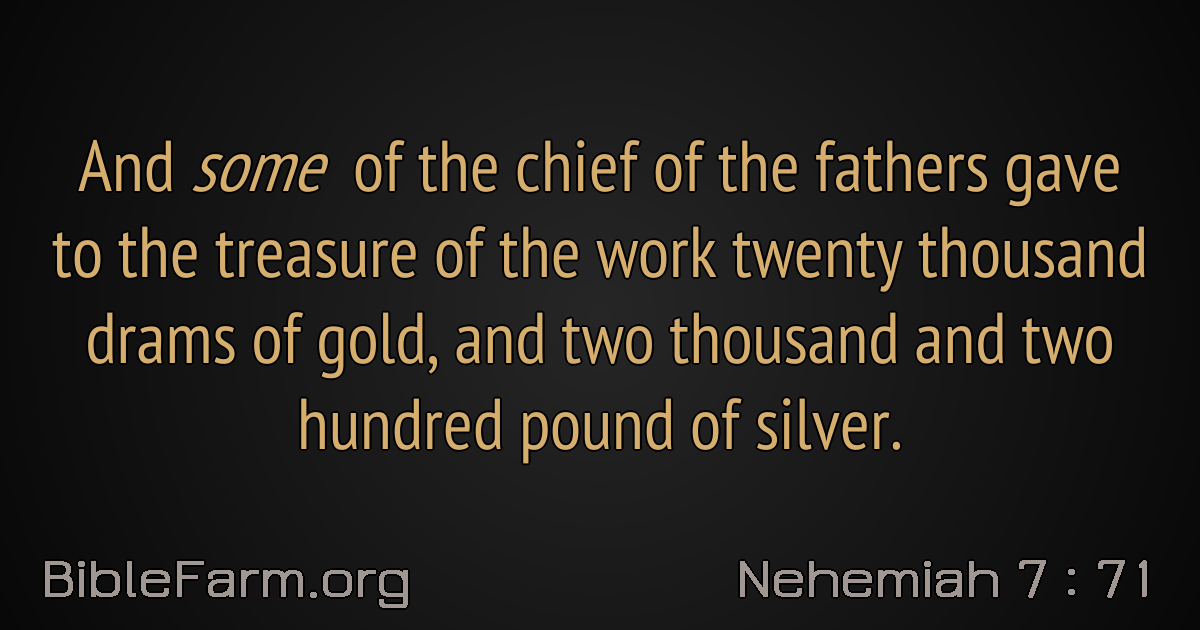 And some of the chief of the fathers gave
to the treasure of the work twenty thousand
drams of gold, and two thousand and two
hundred pound of silver.
BibleFarm.org
Nehemiah 7 : 71